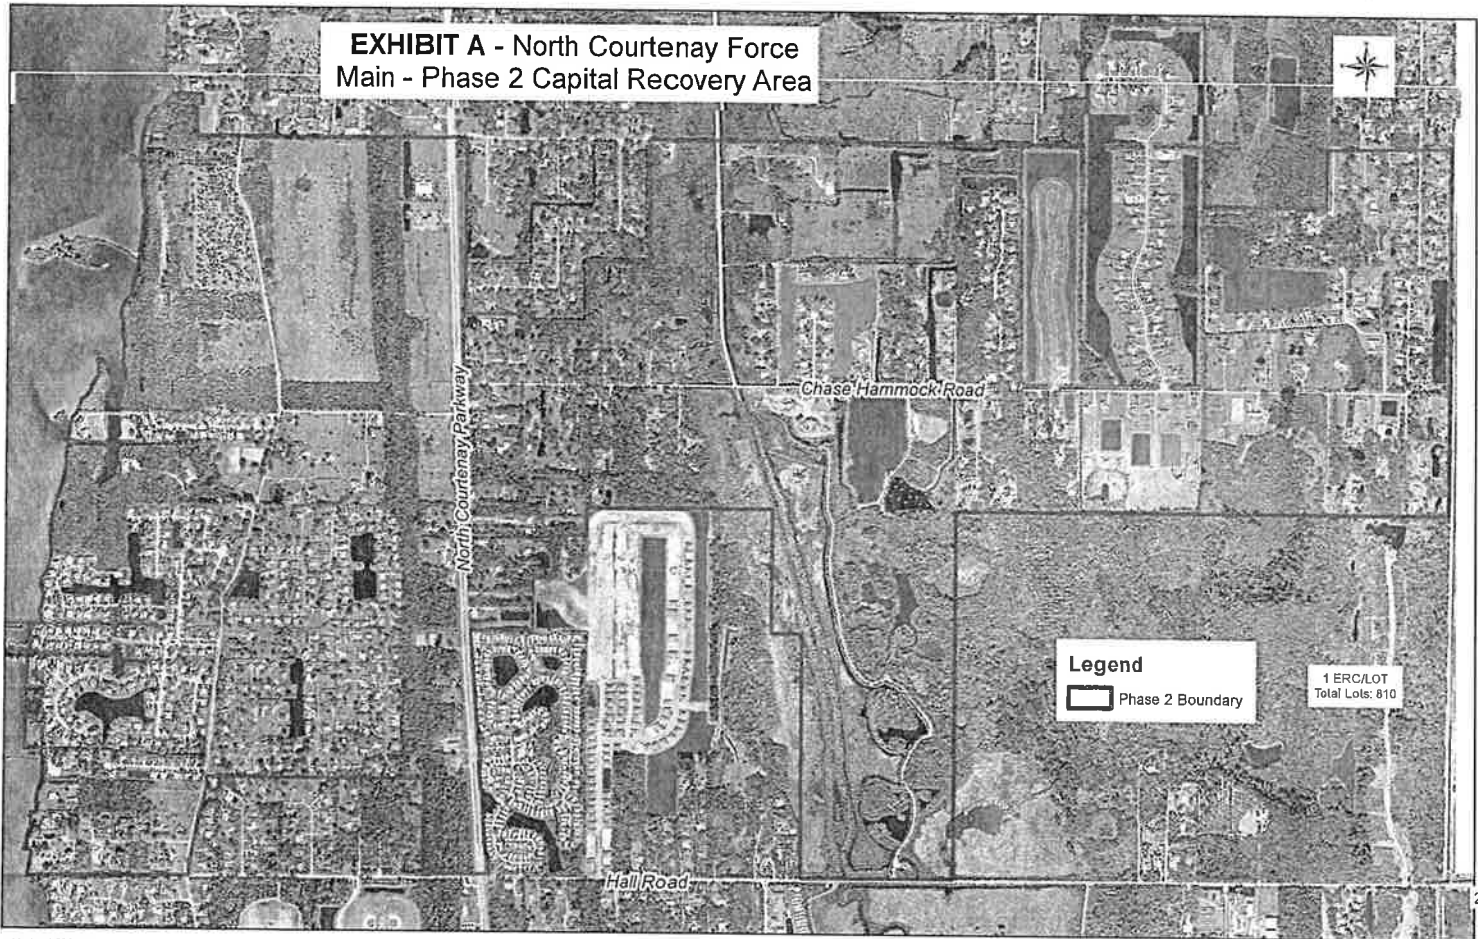 EXHIBIT A - North Courtenay Force
Main - Phase 2 Capital Recovery Area
Chase Hammock Road
North Courtenay Parkway
Legend
Phase 2 Boundary
1 ERC/LOT
Total Lots: 810
Hall Road